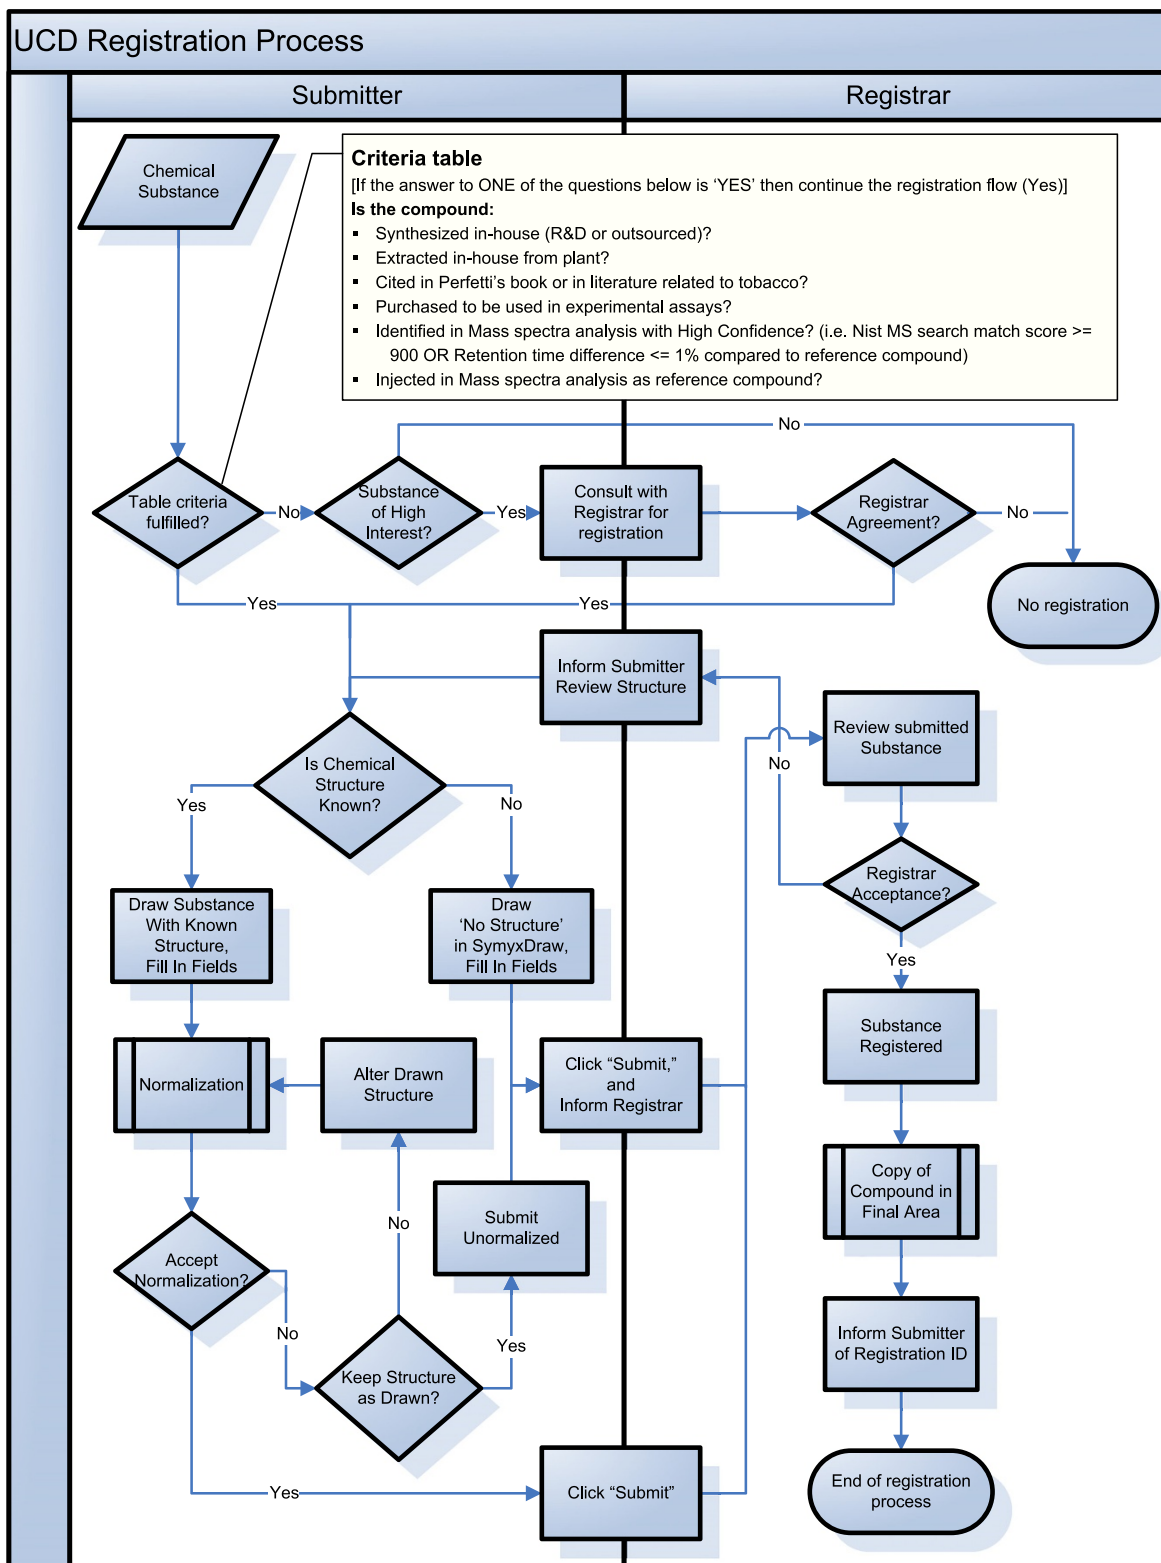 UCD Registration Process
Submitter
Registrar
Chemical
Substance
Criteria table
[If the answer to ONE of the questions below is ‘YES’ then continue the registration flow (Yes)]
Is the compound:
▪ Synthesized in-house (R&D or outsourced)?
▪ Extracted in-house from plant?
▪ Cited in Perfetti’s book or in literature related to tobacco?
▪ Purchased to be used in experimental assays?
▪ Identified in Mass spectra analysis with High Confidence? (i.e. Nist MS search match score >=
900 OR Retention time difference <= 1% compared to reference compound)
▪ Injected in Mass spectra analysis as reference compound?
No
Table criteria
fulfilled?
No
Substance
of High
Interest?
Yes
Consult with
Registrar for
registration
Registrar
Agreement?
No
Yes
Yes
No registration
Inform Submitter
Review Structure
Review submitted
Substance
No
Is Chemical
Structure
Known?
Yes
No
Registrar
Acceptance?
Draw Substance
With Known
Structure,
Fill In Fields
Draw
‘No Structure’
in SymyxDraw,
Fill In Fields
Yes
Substance
Registered
Normalization
Alter Drawn
Structure
Click “Submit,”
and
Inform Registrar
Copy of
Compound in
Final Area
No
Submit
Unormalized
Accept
Normalization?
No
Yes
Keep Structure
as Drawn?
Inform Submitter
of Registration ID
Yes
Click “Submit”
End of registration
process